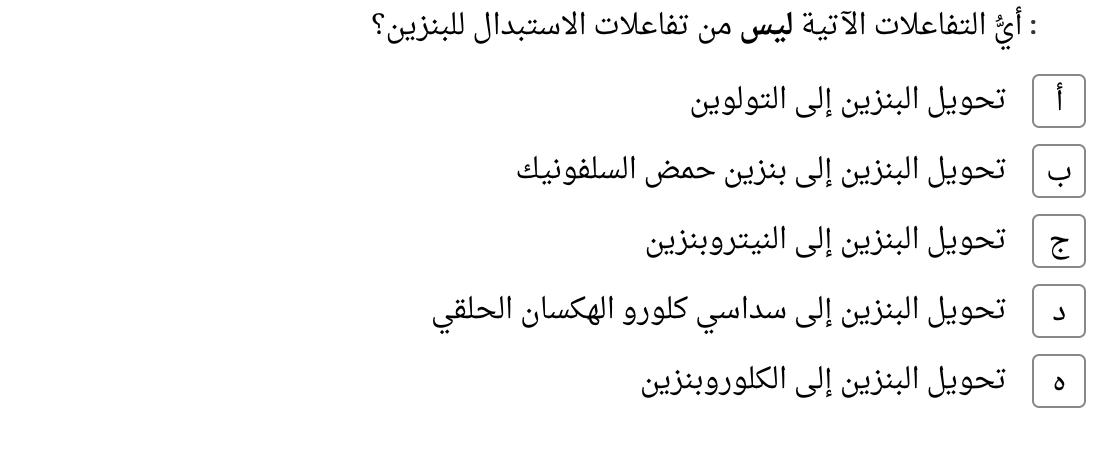 : أيُّ التفاعلات الآتية ليس من تفاعلات الاستبدال للبنزين؟
أ تحويل البنزين إلى التولوين
ب تحويل البنزين إلى بنزين حمض السلفونيك
ج تحويل البنزين إلى النيتروبنزين
د تحويل البنزين إلى سداسي كلورو الهكسان الحلقي
ه تحويل البنزين إلى الكلوروبنزين